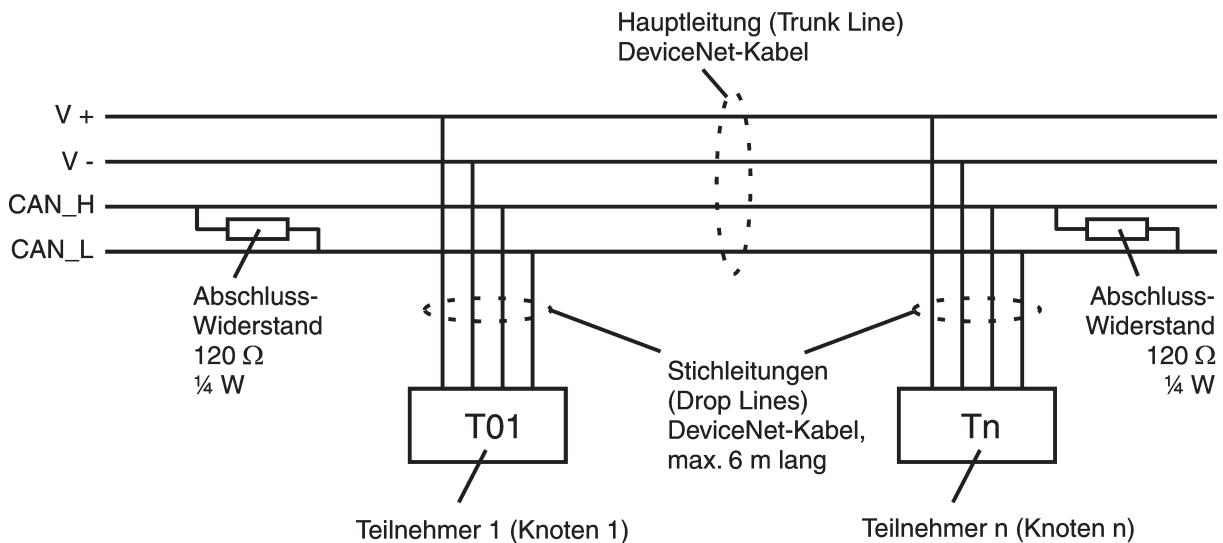 Hauptleitung (Trunk Line)
DeviceNet-Kabel
V +
V -
CAN_H
CAN_L
Abschluss-
Widerstand
120 Ω
¼ W
Abschluss-
Widerstand
120 Ω
¼ W
Stichleitungen
(Drop Lines)
DeviceNet-Kabel,
max. 6 m lang
T01
Tn
Teilnehmer 1 (Knoten 1)
Teilnehmer n (Knoten n)